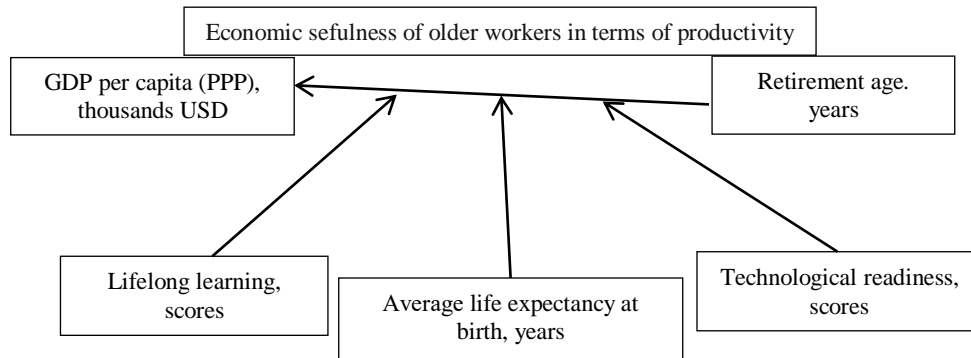 Economic sefulness of older workers in terms of productivity
GDP per capita (PPP),
thousands USD
Retirement age.
years
Lifelong learning,
scores
Average life expectancy at
birth, years
Technological readiness,
scores